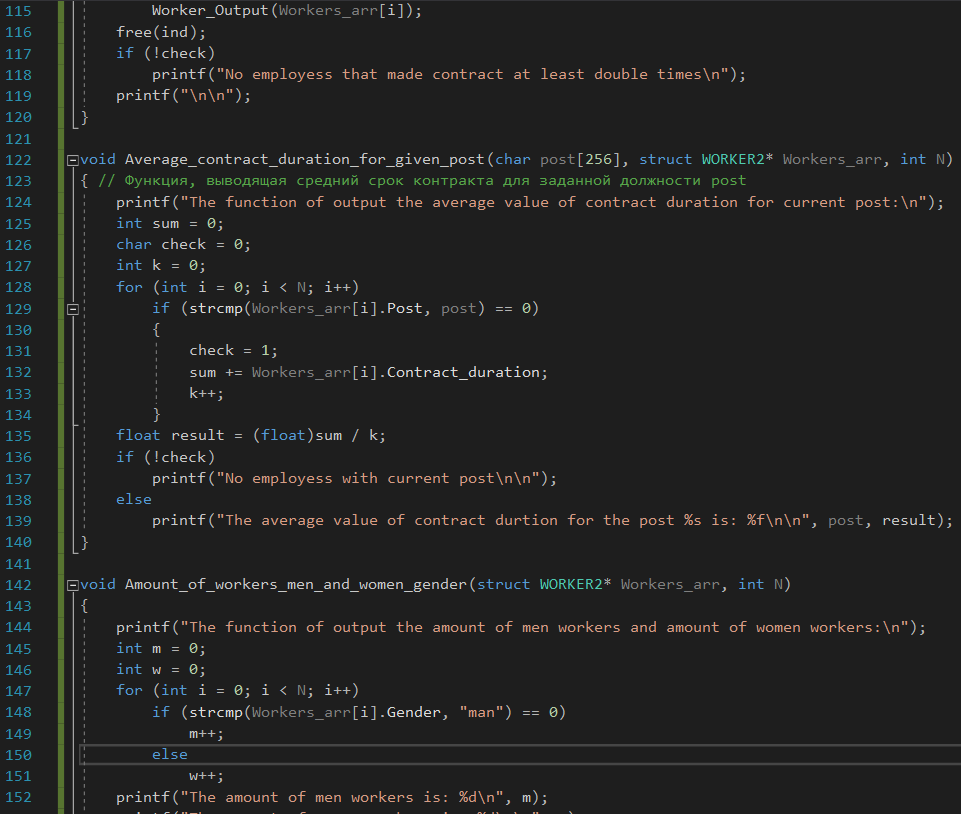 115 Worker_Output(Workers_arr[i]);
116 free(ind);
117 if (!check)
118 printf("No employess that made contract at least double times\n");
119 printf("\n\n");
120 }
121
122 void Average_contract_duration_for_given_post(char post[256], struct WORKER2* Workers_arr, int N)
123 { // Функция, выводящая средний срок контракта для заданной должности post
124 printf("The function of output the average value of contract duration for current post:\n");
125 int sum = 0;
126 char check = 0;
127 int k = 0;
128 for (int i = 0; i < N; i++)
129 if (strcmp(Workers_arr[i].Post, post) == 0)
130 {
131 check = 1;
132 sum += Workers_arr[i].Contract_duration;
133 k++;
134 }
135 float result = (float)sum / k;
136 if (!check)
137 printf("No employess with current post\n\n");
138 else
139 printf("The average value of contract durtion for the post %s is: %f\n\n", post, result);
140 }
141
142 void Amount_of_workers_men_and_women_gender(struct WORKER2* Workers_arr, int N)
143 {
144 printf("The function of output the amount of men workers and amount of women workers:\n");
145 int m = 0;
146 int w = 0;
147 for (int i = 0; i < N; i++)
148 if (strcmp(Workers_arr[i].Gender, "man") == 0)
149 m++;
150 else
151 w++;
152 printf("The amount of men workers is: %d\n", m);